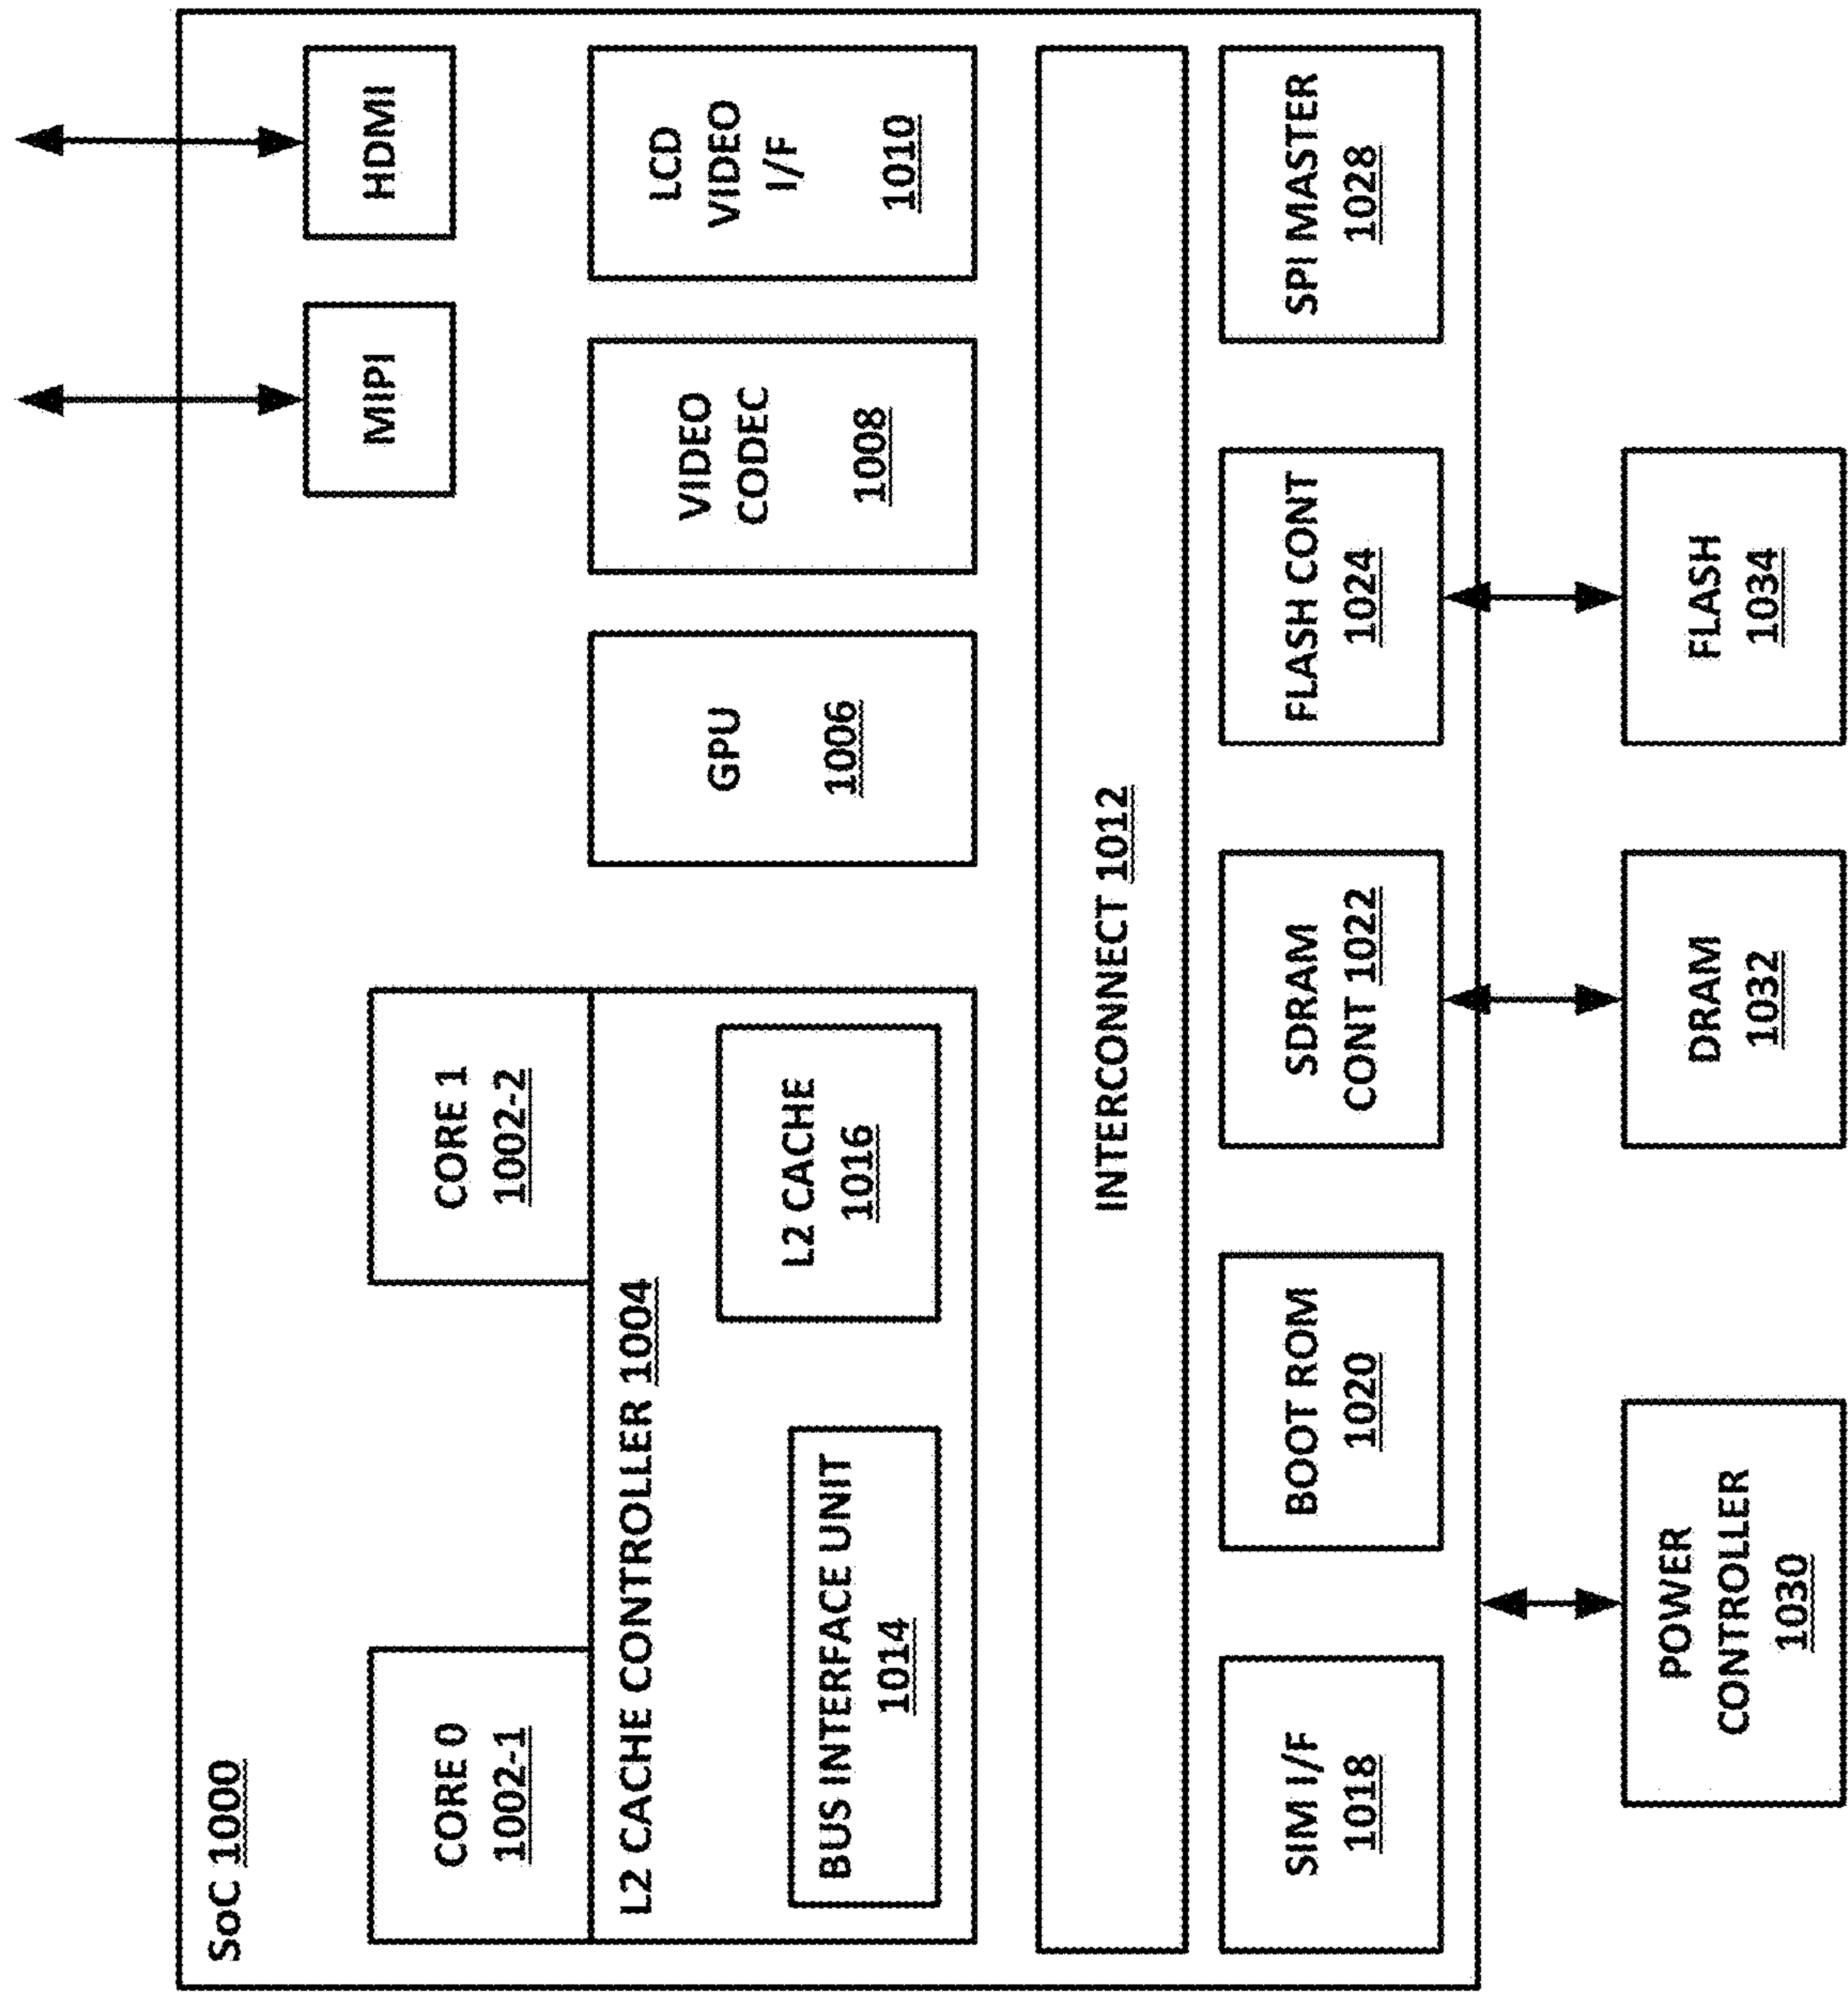 SoC 1000
MIPI
HDMI
CORE 0
1002-1
CORE 1
1002-2
L2 CACHE CONTROLLER 1004
BUS INTERFACE UNIT
1014
L2 CACHE
1016
GPU
1006
VIDEO
CODEC
1008
LCD
VIDEO
I/F
1010
INTERCONNECT 1012
SIM I/F
1018
BOOT ROM
1020
SDRAM
CONT 1022
FLASH CONT
1024
SPI MASTER
1028
POWER
CONTROLLER
1030
DRAM
1032
FLASH
1034